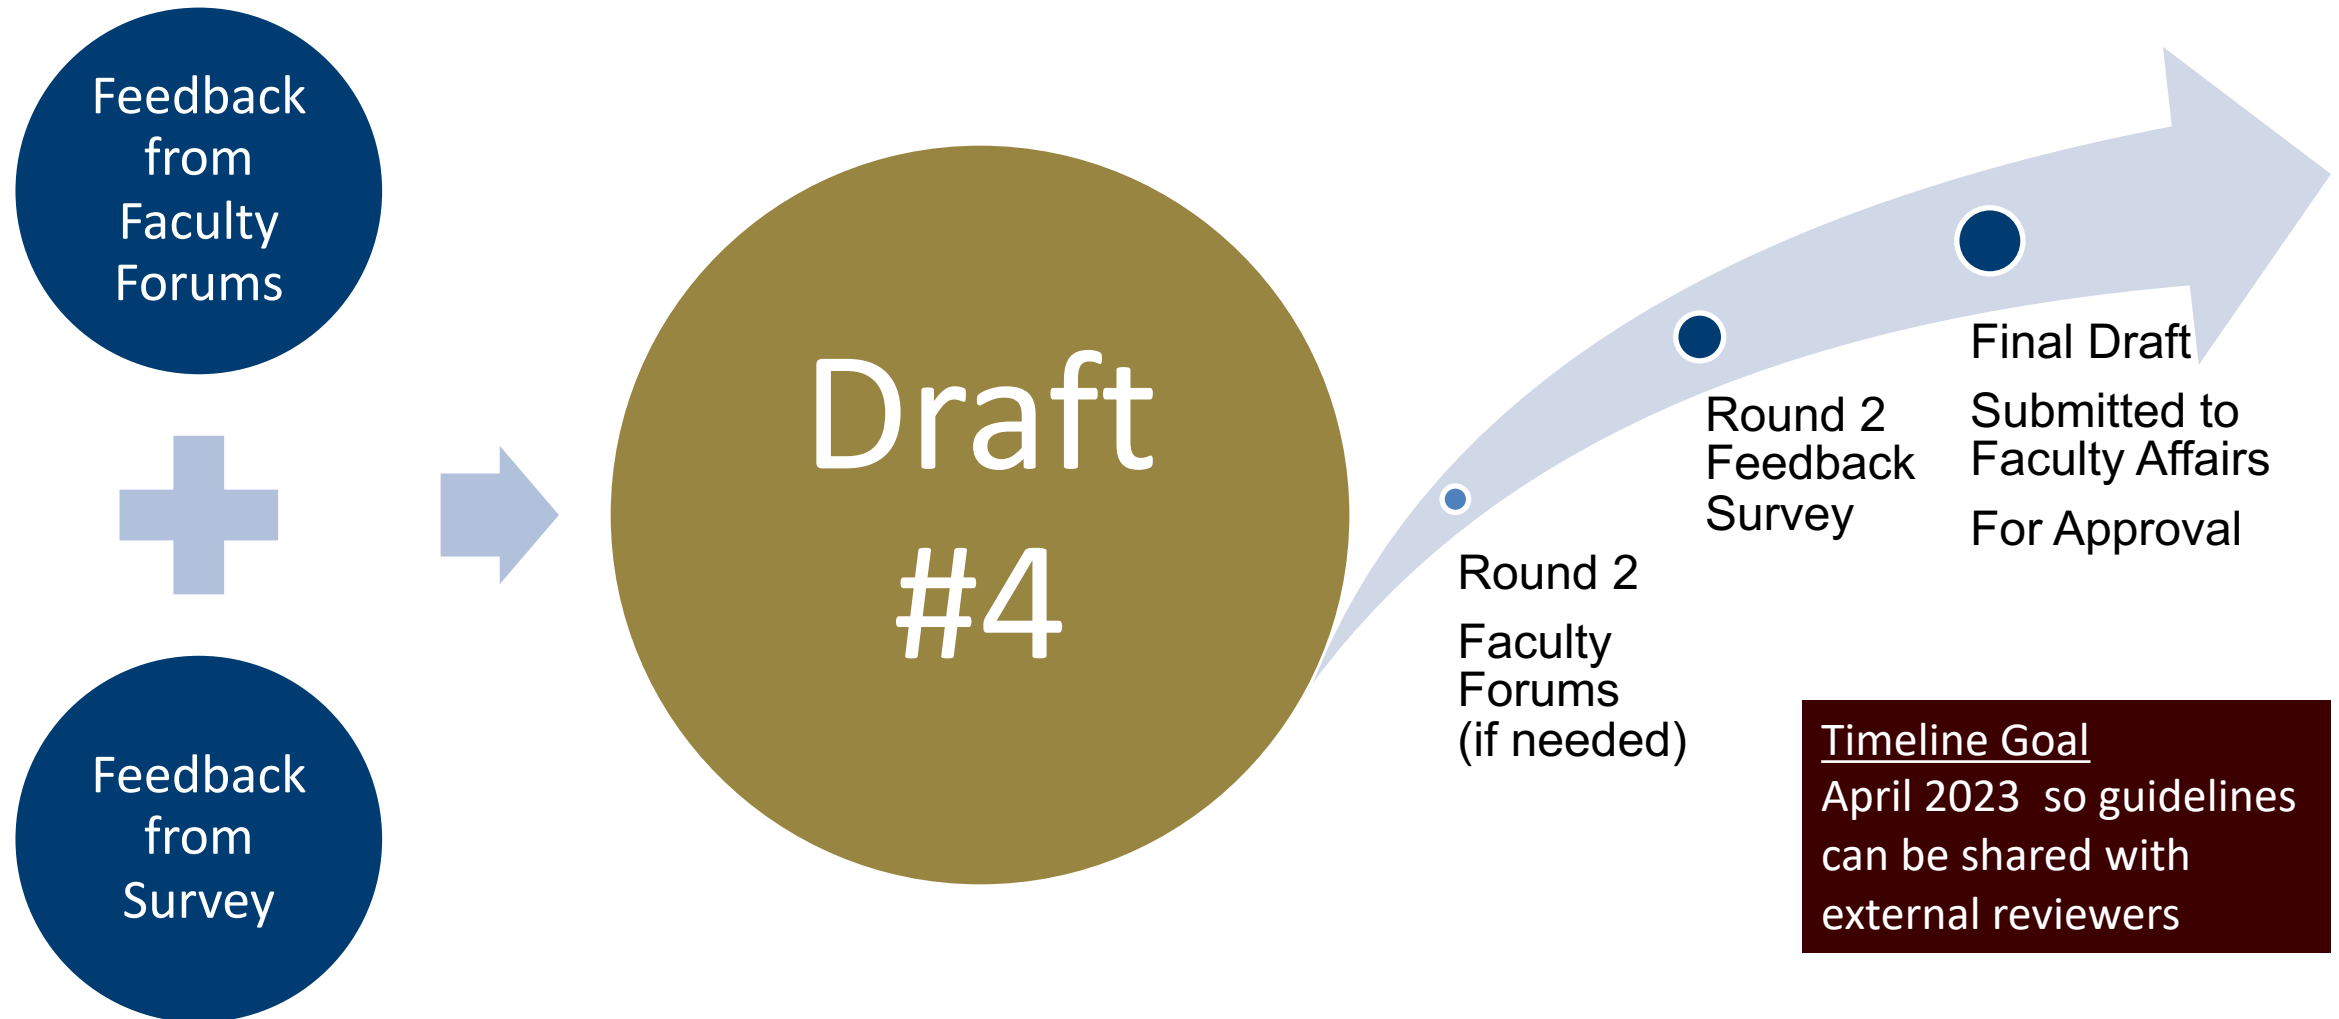 Feedback
from
Faculty
Forums
Feedback
from
Survey
Draft
#4
Round 2
Faculty
Forums
(if needed)
Round 2
Feedback
Survey
Final Draft
Submitted to
Faculty Affairs
For Approval
Timeline Goal
April 2023  so guidelines
can be shared with
external reviewers